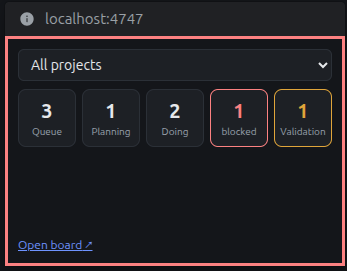 localhost:4747
All projects
3 1 2 1 1
Queue Planning Doing blocked Validation
Open board↗